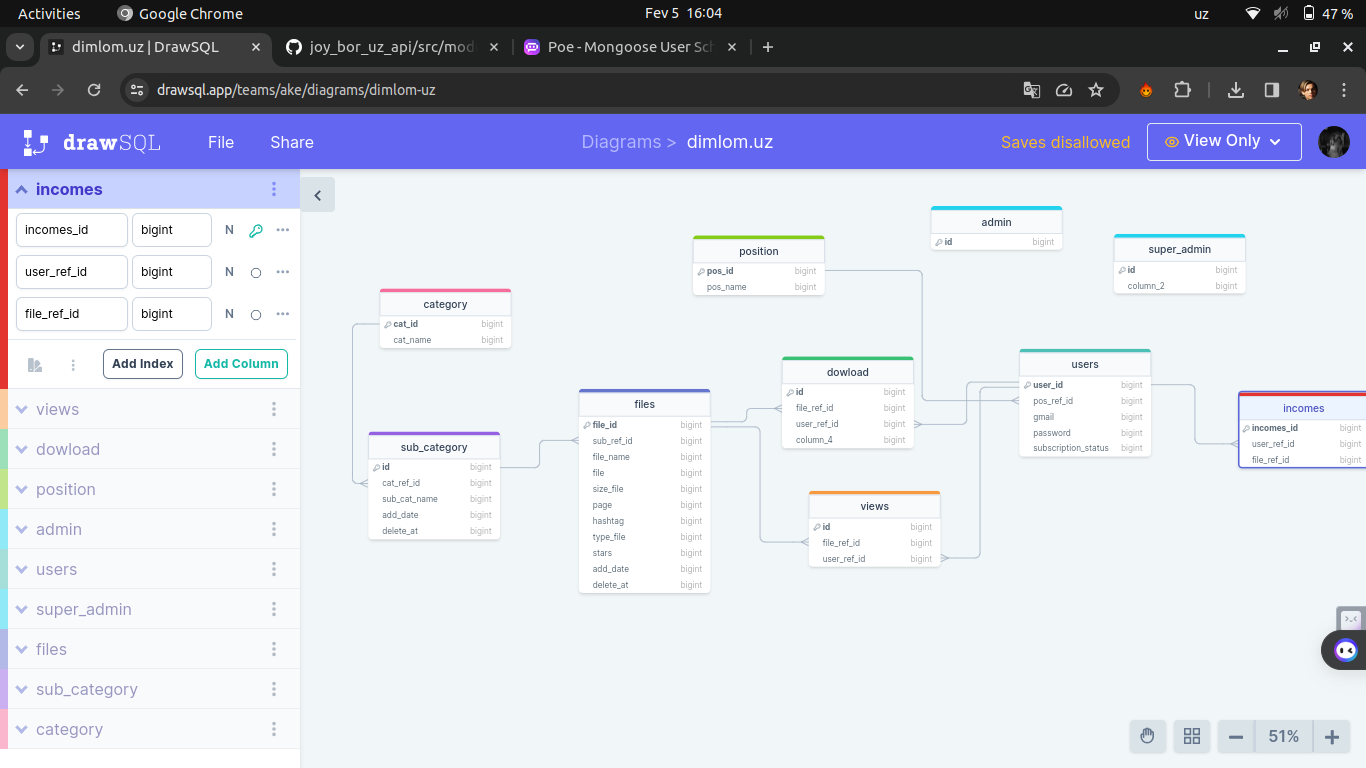 Activities
Google Chrome
Fev 5 16:04
uz
47 %
dimlom.uz | DrawSQL
joy_bor_uz_api/src/mod
Poe - Mongoose User Sch
drawsql.app/teams/ake/diagrams/dimlom-uz
drawSQL
File
Share
Diagrams > dimlom.uz
Saves disallowed
View Only
incomes
incomes_id bigint N
user_ref_id bigint N
file_ref_id bigint N
Add Index
Add Column
views
dowload
position
admin
users
super_admin
files
sub_category
category
category
cat_id bigint
cat_name bigint
sub_category
id bigint
cat_ref_id bigint
sub_cat_name bigint
add_date bigint
delete_at bigint
files
file_id bigint
sub_ref_id bigint
file_name bigint
file bigint
size_file bigint
page bigint
hashtag bigint
type_file bigint
stars bigint
add_date bigint
delete_at bigint
position
pos_id bigint
pos_name bigint
dowload
id bigint
file_ref_id bigint
user_ref_id bigint
column_4 bigint
views
id bigint
file_ref_id bigint
user_ref_id bigint
admin
id bigint
super_admin
id bigint
column_2 bigint
users
user_id bigint
pos_ref_id bigint
gmail bigint
password bigint
subscription_status bigint
incomes
incomes_id bigint
user_ref_id bigint
file_ref_id bigint
51%